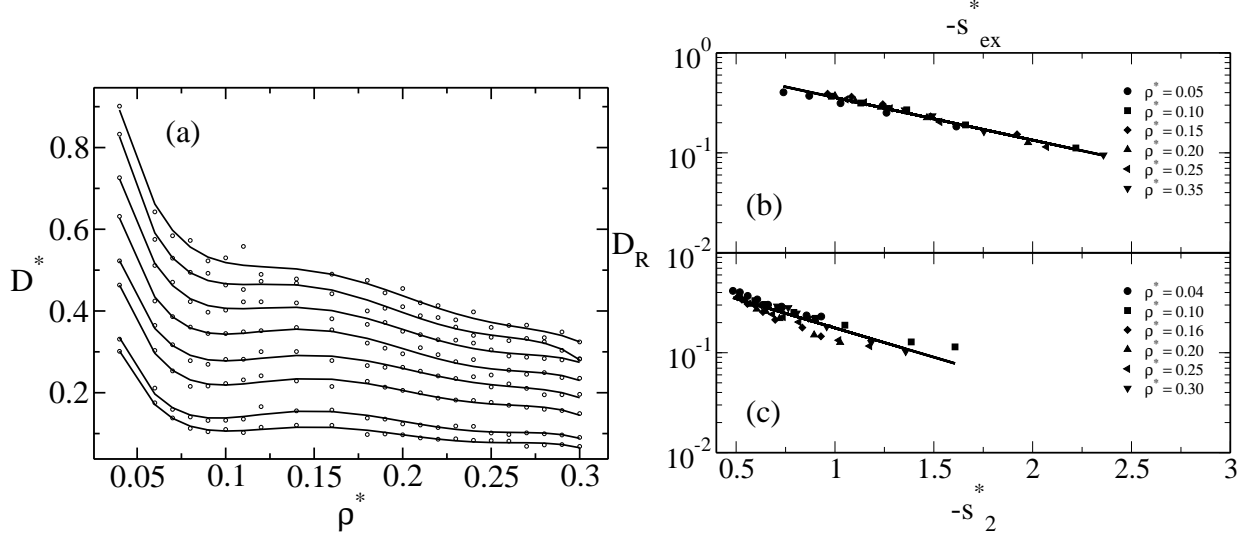 (a)
0.8
0.6
0.4
0.2
D*
0.05 0.1 0.15 0.2 0.25 0.3
ρ*
-s*ex
10^0
10^-1
10^-2
D_R
(b)
ρ* = 0.05
ρ* = 0.10
ρ* = 0.15
ρ* = 0.20
ρ* = 0.25
ρ* = 0.35
10^0
10^-1
10^-2
(c)
ρ* = 0.04
ρ* = 0.10
ρ* = 0.16
ρ* = 0.20
ρ* = 0.25
ρ* = 0.30
0.5 1 1.5 2 2.5 3
-s*2